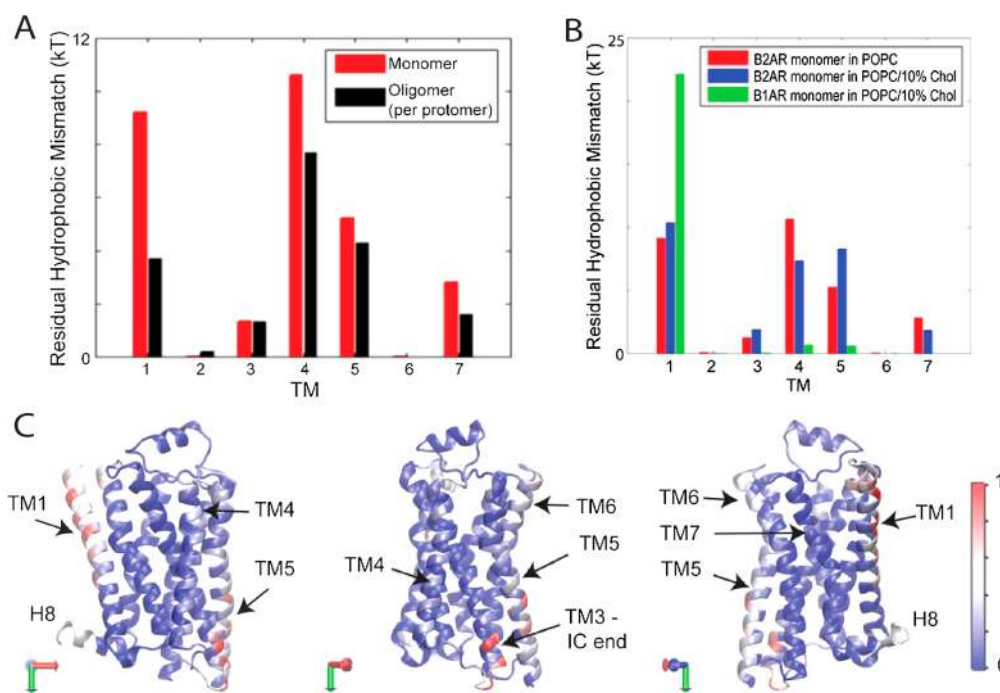 A
Residual Hydrophobic Mismatch (kT)
12
0
Monomer
Oligomer
(per protomer)
1 2 3 4 5 6 7
TM
B
Residual Hydrophobic Mismatch (kT)
25
0
B2AR monomer in POPC
B2AR monomer in POPC/10% Chol
B1AR monomer in POPC/10% Chol
1 2 3 4 5 6 7
TM
C
TM1
TM4
TM5
H8
TM6
TM5
TM4
TM3 -
IC end
TM6
TM7
TM5
TM1
H8
1
0